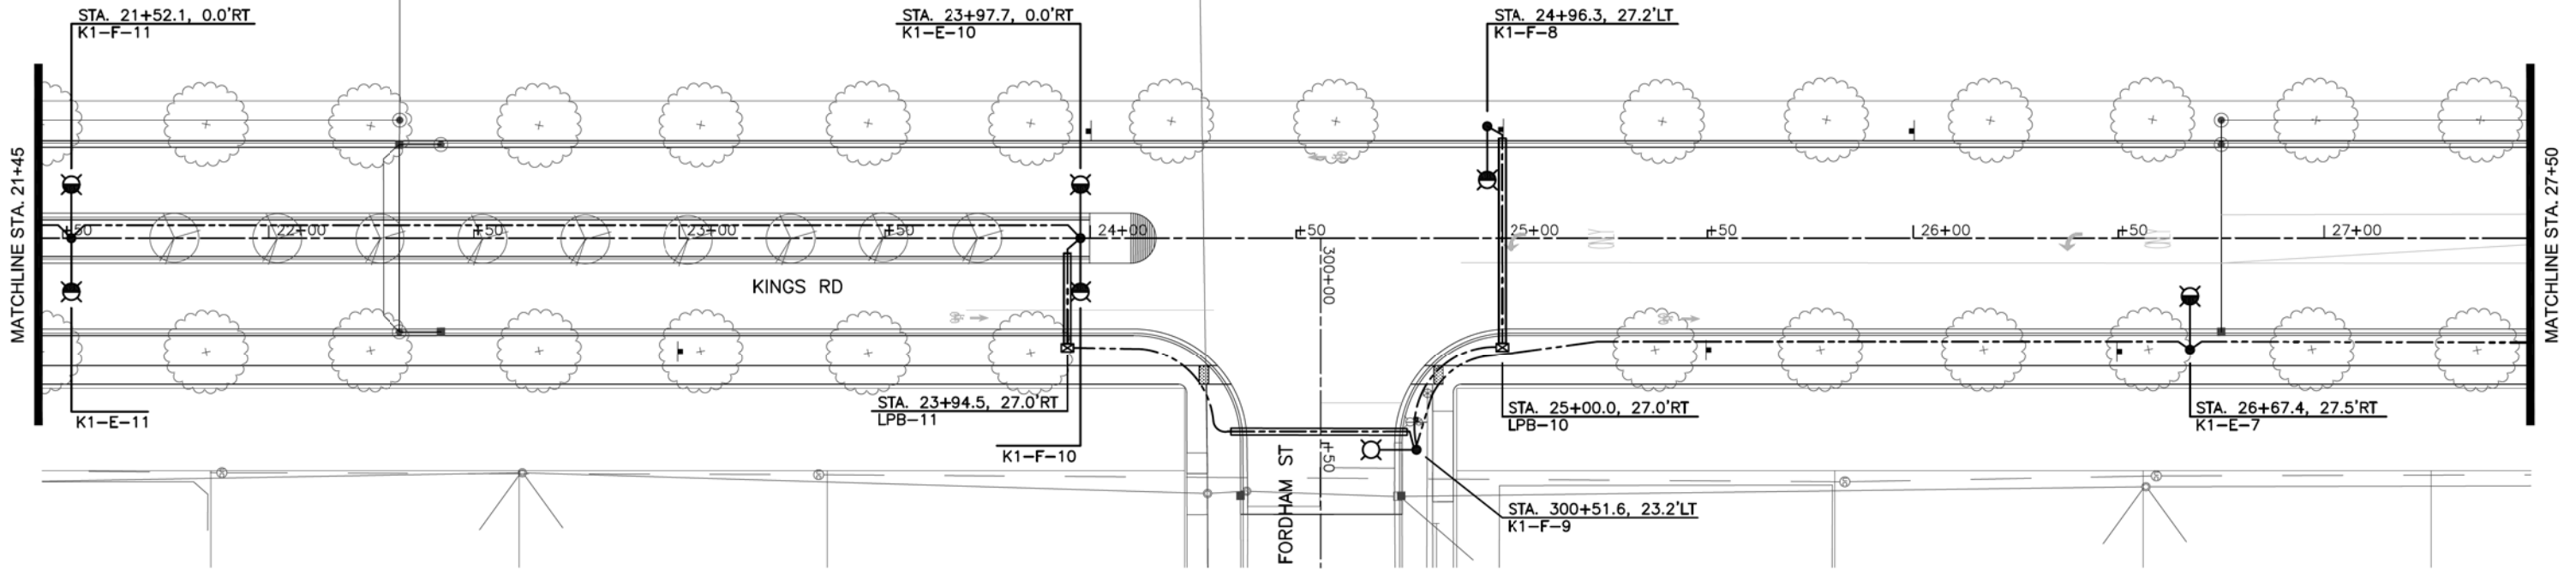 STA. 21+52.1, 0.0'RT
K1-F-11
STA. 23+97.7, 0.0'RT
K1-E-10
STA. 24+96.3, 27.2'LT
K1-F-8
MATCHLINE STA. 21+45
+50
22+00
+50
23+00
+50
24+00
+50
25+00
+50
26+00
+50
27+00
MATCHLINE STA. 27+50
300+00
KINGS RD
K1-E-11
STA. 23+94.5, 27.0'RT
LPB-11
K1-F-10
STA. 25+00.0, 27.0'RT
LPB-10
STA. 26+67.4, 27.5'RT
K1-E-7
+50
FORDHAM ST
STA. 300+51.6, 23.2'LT
K1-F-9